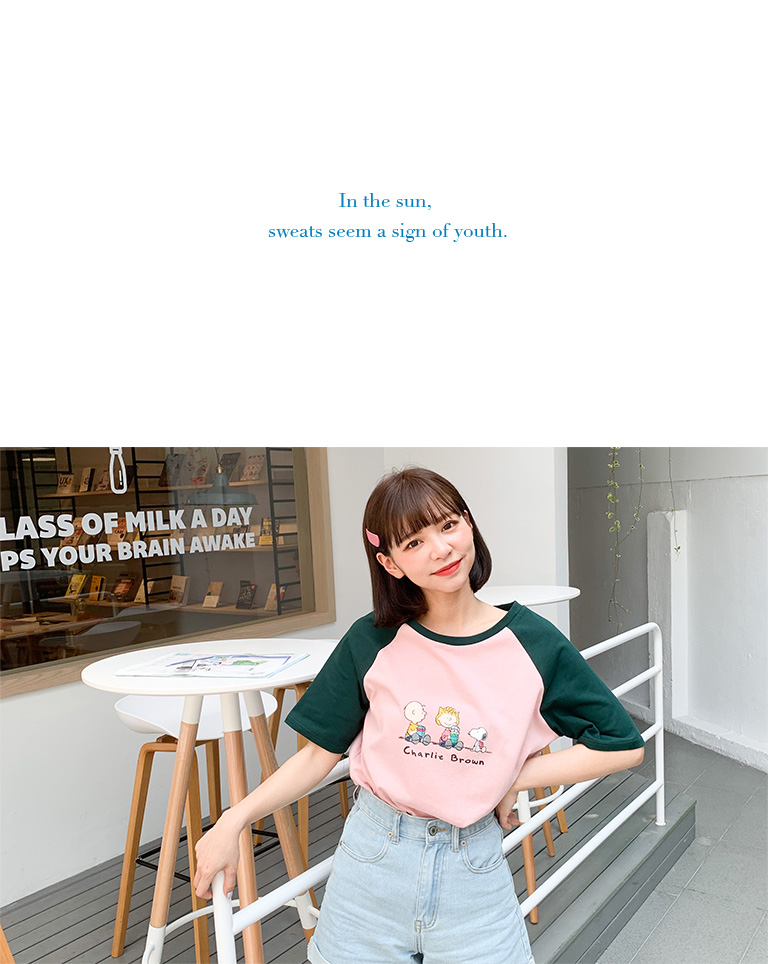 In the sun,
sweats seem a sign of youth.
LASS OF MILK A DAY
PS YOUR BRAIN AWAKE
Charlie Brown